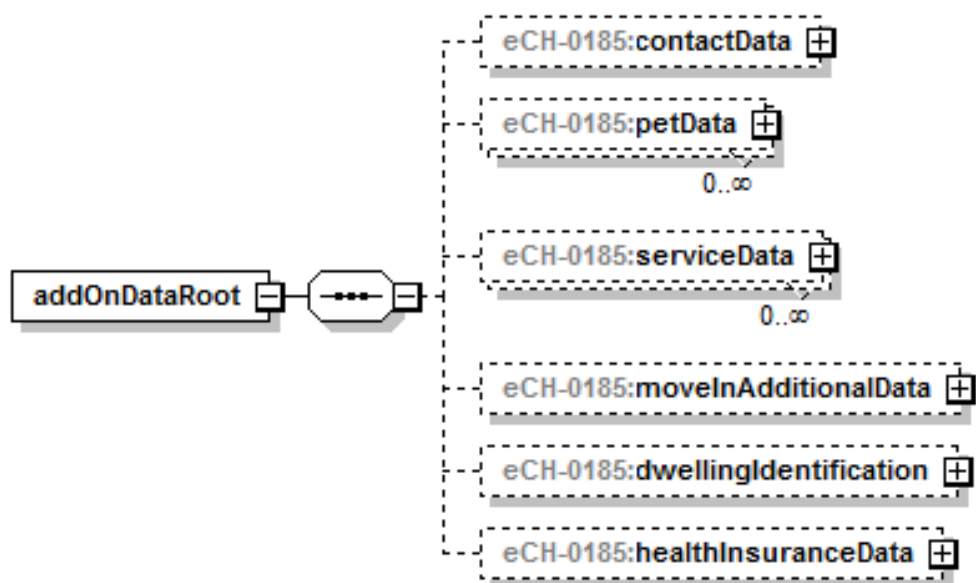 eCH-0185:contactData
eCH-0185:petData
0..∞
eCH-0185:serviceData
addOnDataRoot
0..∞
eCH-0185:moveInAdditionalData
eCH-0185:dwellingIdentification
eCH-0185:healthInsuranceData